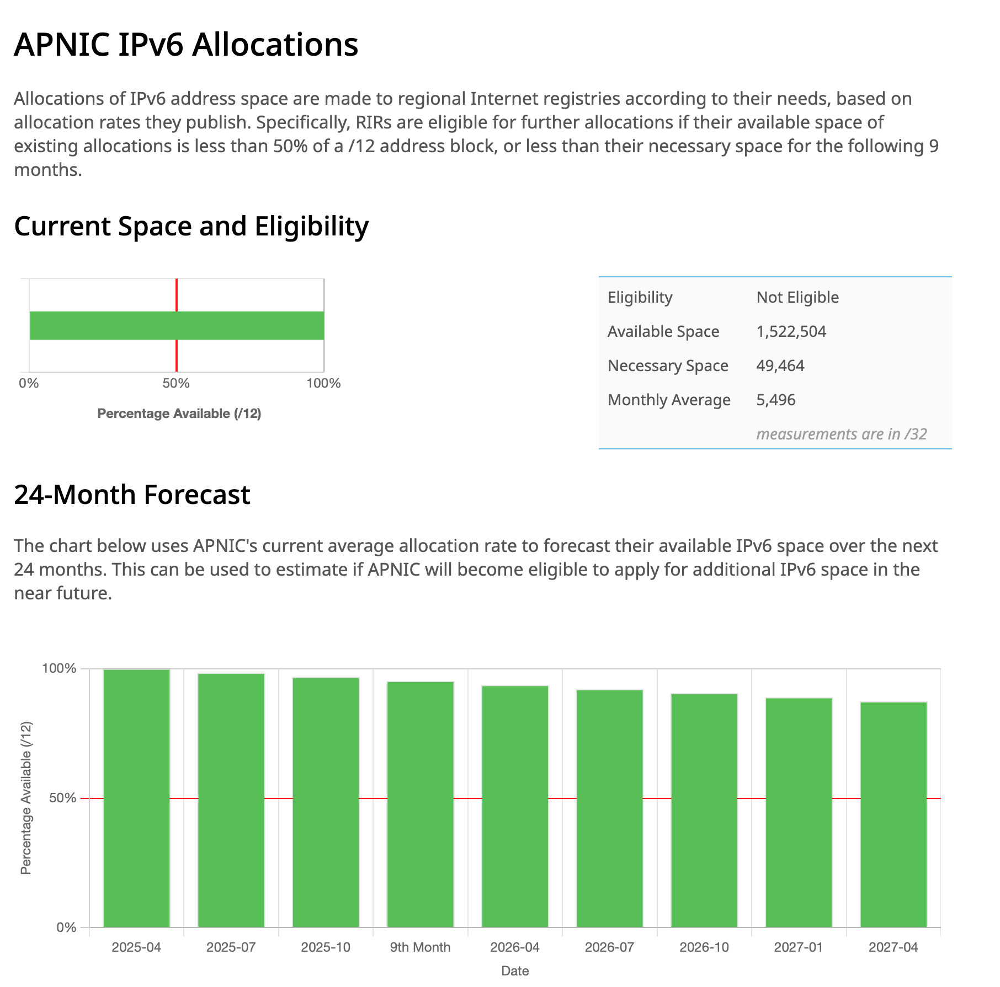 APNIC IPv6 Allocations
Allocations of IPv6 address space are made to regional Internet registries according to their needs, based on
allocation rates they publish. Specifically, RIRs are eligible for further allocations if their available space of
existing allocations is less than 50% of a /12 address block, or less than their necessary space for the following 9
months.
Current Space and Eligibility
0% 50% 100%
Percentage Available (/12)
Eligibility Not Eligible
Available Space 1,522,504
Necessary Space 49,464
Monthly Average 5,496
measurements are in /32
24-Month Forecast
The chart below uses APNIC's current average allocation rate to forecast their available IPv6 space over the next
24 months. This can be used to estimate if APNIC will become eligible to apply for additional IPv6 space in the
near future.
100%
50%
0%
Percentage Available (/12)
2025-04 2025-07 2025-10 9th Month 2026-04 2026-07 2026-10 2027-01 2027-04
Date